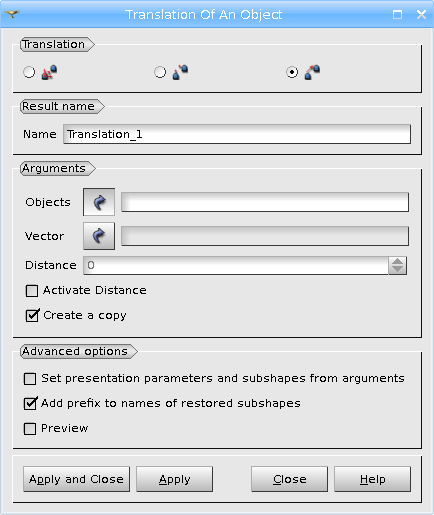 Translation Of An Object
Translation
Result name
Name Translation_1
Arguments
Objects
Vector
Distance 0
Activate Distance
Create a copy
Advanced options
Set presentation parameters and subshapes from arguments
Add prefix to names of restored subshapes
Preview
Apply and Close Apply Close Help